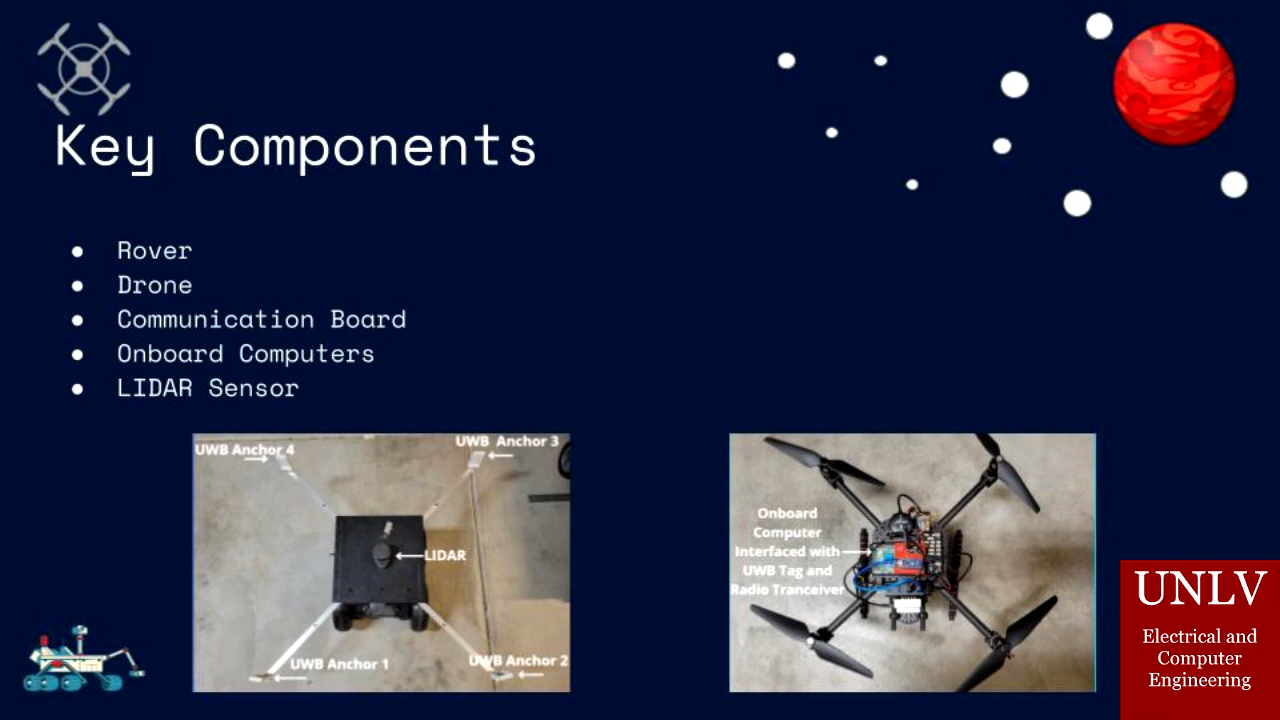 Key Components
● Rover
● Drone
● Communication Board
● Onboard Computers
● LIDAR Sensor
UWB Anchor 4
UWB Anchor 3
LIDAR
UWB Anchor 1
UWB Anchor 2
Onboard
Computer
Interfaced with
UWB Tag and
Radio Tranceiver
UNLV
Electrical and
Computer
Engineering